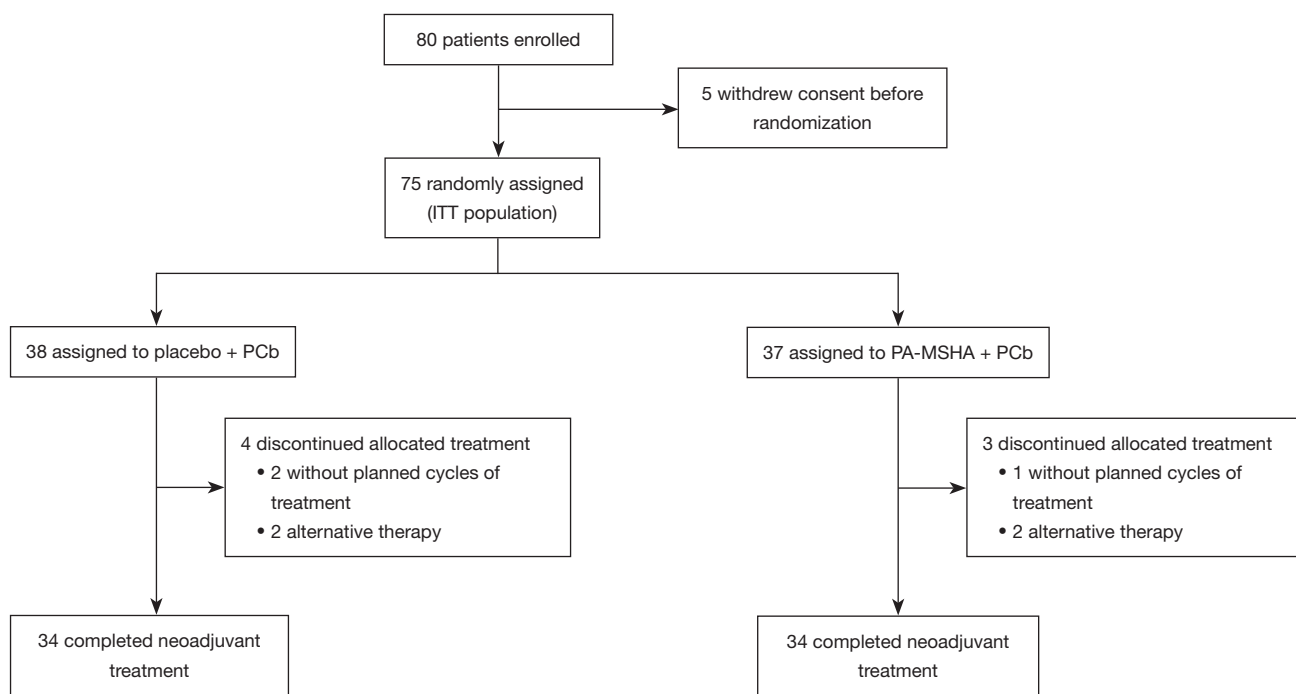 80 patients enrolled
5 withdrew consent before
randomization
75 randomly assigned
(ITT population)
38 assigned to placebo + PCb
37 assigned to PA-MSHA + PCb
4 discontinued allocated treatment
• 2 without planned cycles of
treatment
• 2 alternative therapy
3 discontinued allocated treatment
• 1 without planned cycles of
treatment
• 2 alternative therapy
34 completed neoadjuvant
treatment
34 completed neoadjuvant
treatment